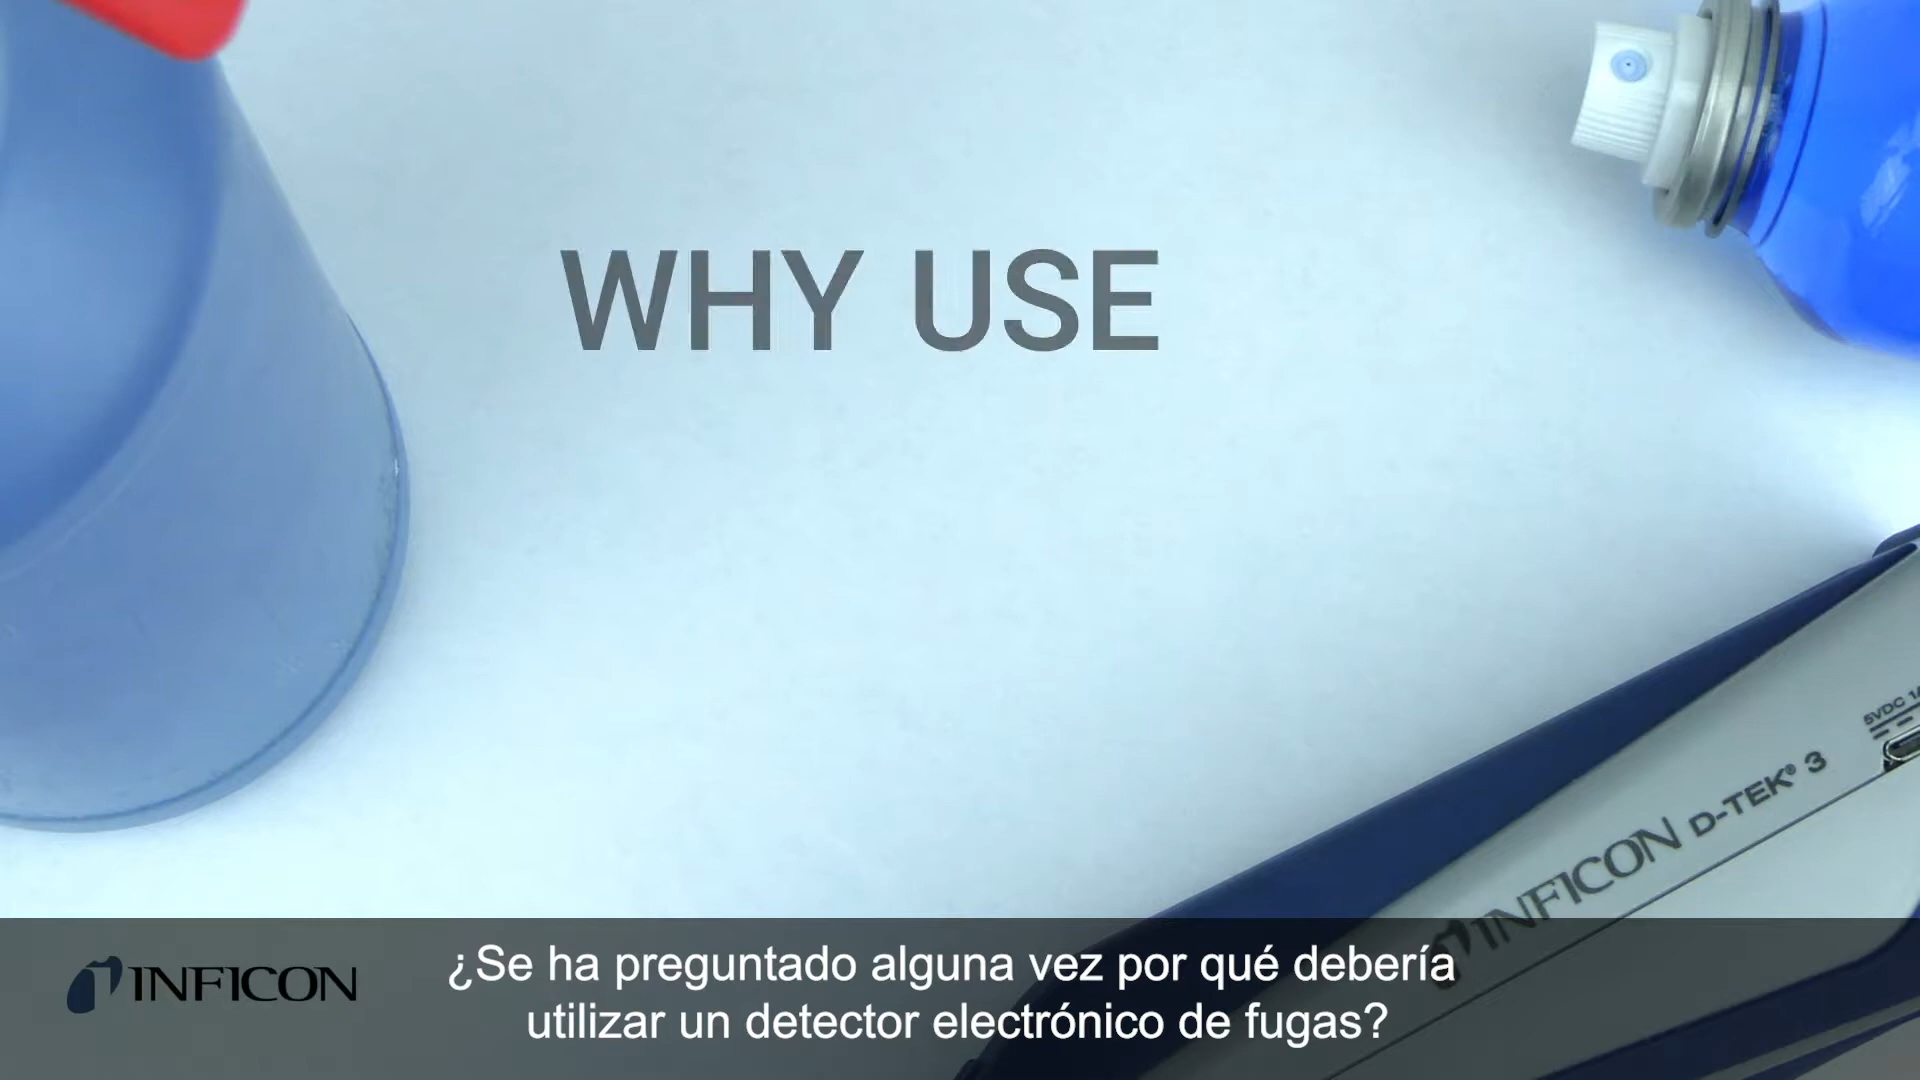 WHY USE
5VDC
INFICON D-TEK® 3
INFICON
¿Se ha preguntado alguna vez por qué debería
utilizar un detector electrónico de fugas?